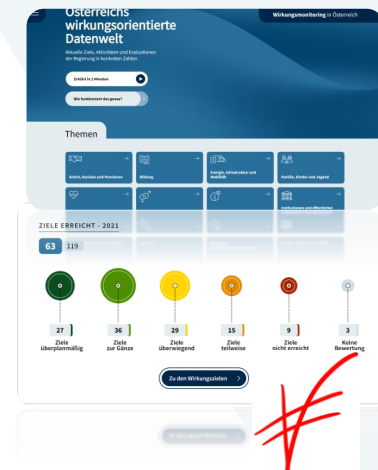 Österreichs
wirkungsorientierte
Datenwelt
Wirkungsmonitoring in Österreich
Aktuelle Ziele, Aktivitäten und Evaluationen
der Regierung in konkreten Zahlen
Erklärt in 2 Minuten
Wie funktioniert das genau?
Themen
Arbeit, Soziales und Pensionen
Bildung
Energie, Infrastruktur und
Mobilität
Familie, Kinder und Jugend
Institutionen und öffentlicher
ZIELE ERREICHT - 2021
63 119
27
Ziele
überplanmäßig
36
Ziele
zur Gänze
29
Ziele
überwiegend
15
Ziele
teilweise
9
Ziele
nicht erreicht
3
Keine
Bewertung
Zu den Wirkungszielen